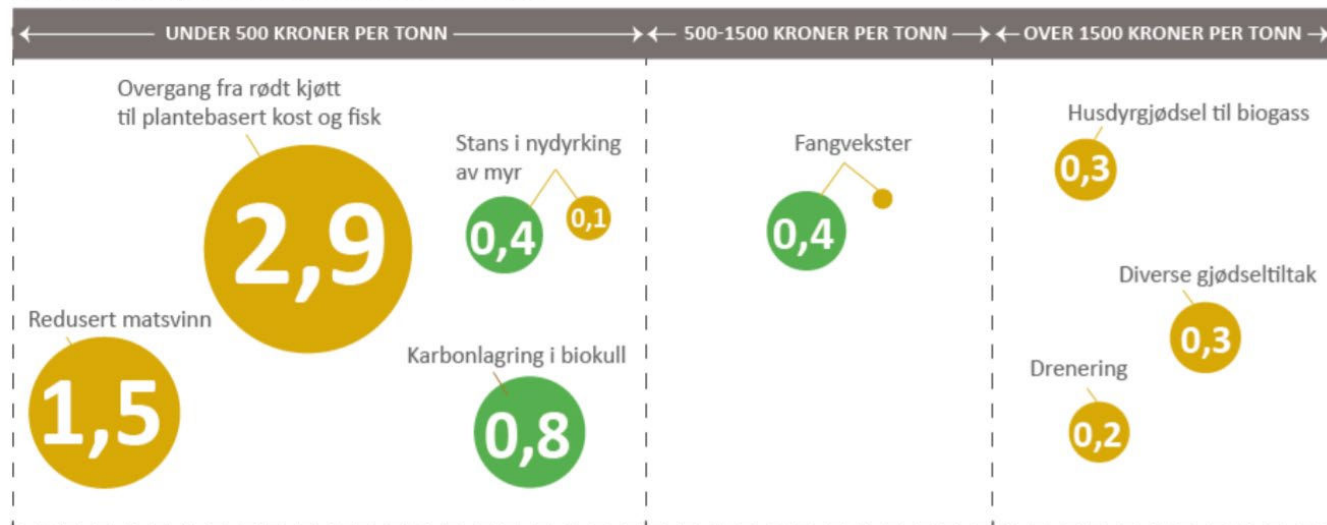 UNDER 500 KRONER PER TONN
500-1500 KRONER PER TONN
OVER 1500 KRONER PER TONN
Overgang fra rødt kjøtt
til plantebasert kost og fisk
2,9
Stans i nydyrking
av myr
0,4
0,1
Redusert matsvinn
1,5
Karbonlagring i biokull
0,8
Fangvekster
0,4
Husdyrgjødsel til biogass
0,3
Diverse gjødseltiltak
0,3
Drenering
0,2